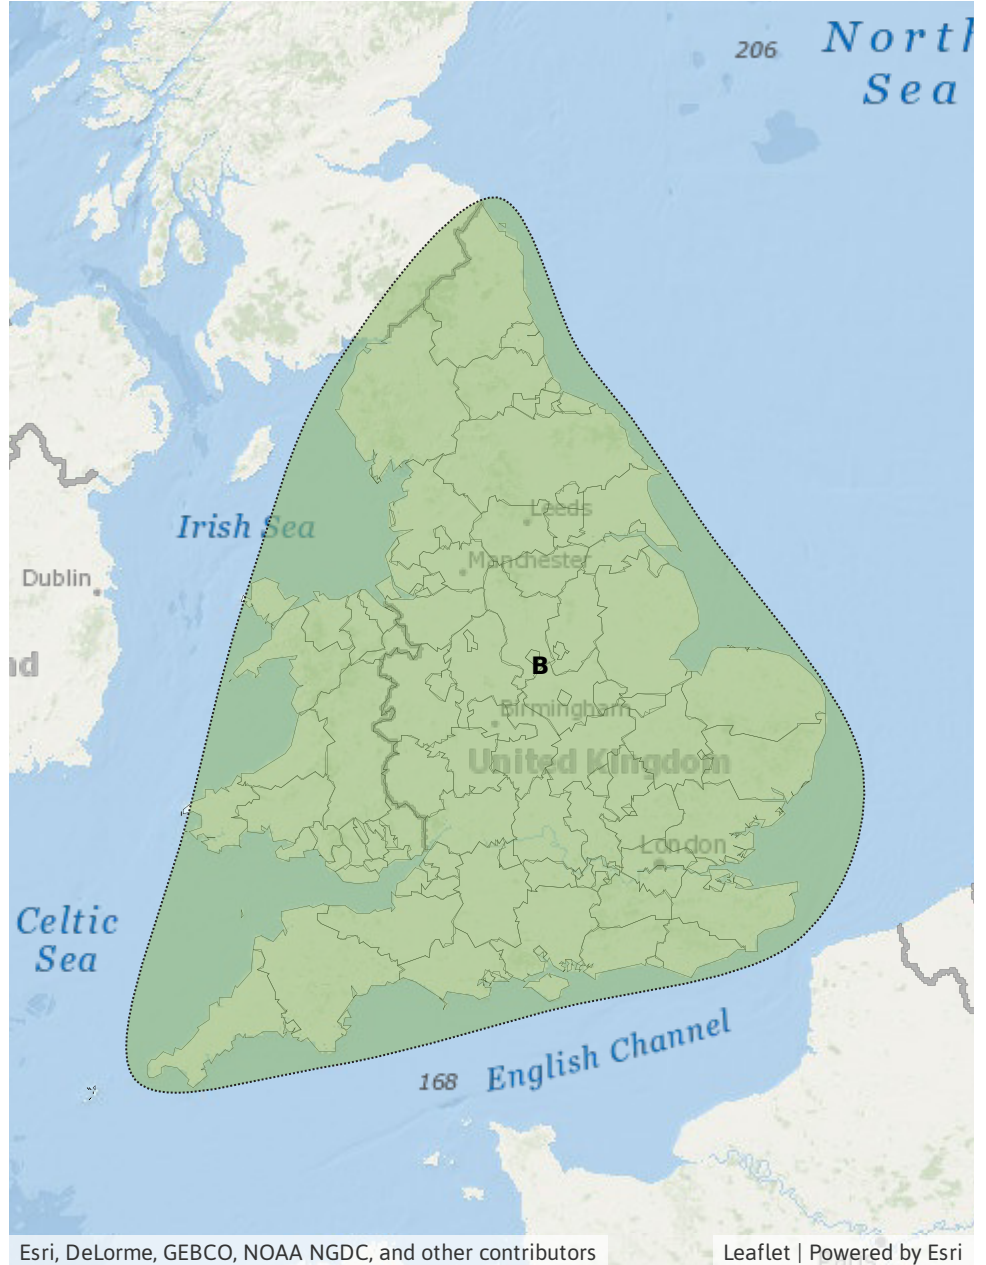 206
North
Sea
Leeds
Irish Sea
Manchester
Dublin
nd
B
Birmingham
United Kingdom
London
Celtic
Sea
English Channel
168
Esri, DeLorme, GEBCO, NOAA NGDC, and other contributors
Leaflet | Powered by Esri